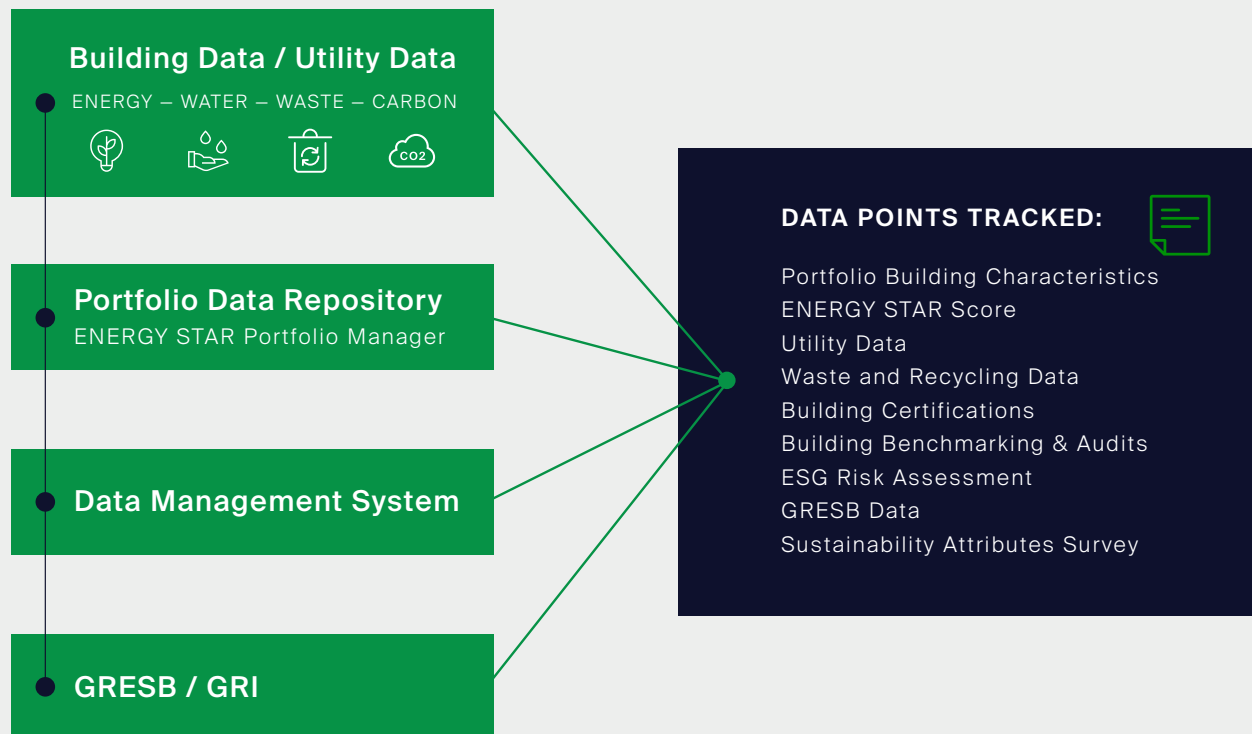 Building Data / Utility Data
ENERGY – WATER – WASTE – CARBON
CO2
Portfolio Data Repository
ENERGY STAR Portfolio Manager
Data Management System
GRESB / GRI
DATA POINTS TRACKED:
Portfolio Building Characteristics
ENERGY STAR Score
Utility Data
Waste and Recycling Data
Building Certifications
Building Benchmarking & Audits
ESG Risk Assessment
GRESB Data
Sustainability Attributes Survey